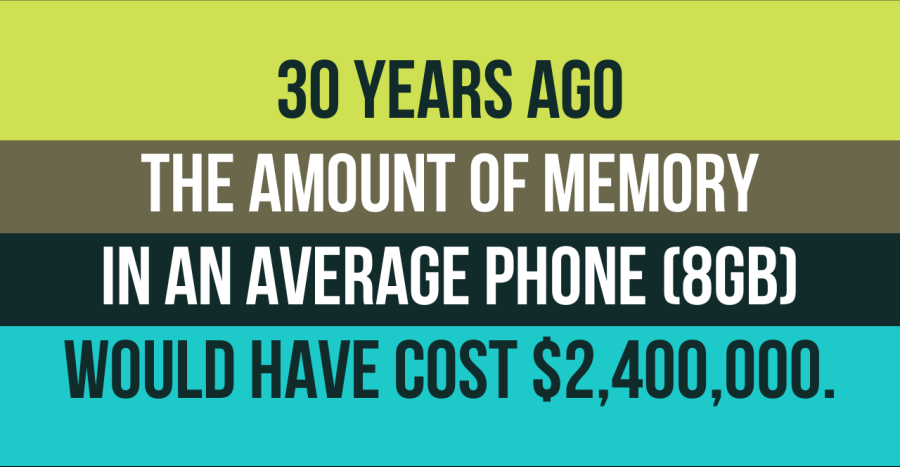 30 YEARS AGO
THE AMOUNT OF MEMORY
IN AN AVERAGE PHONE (8GB)
WOULD HAVE COST $2,400,000.